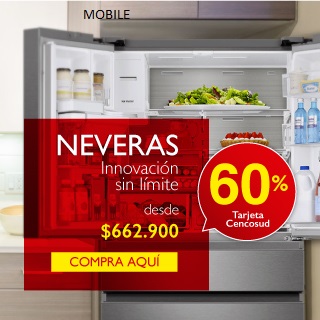 MOBILE
NEVERAS
Innovación
sin límite
desde
$662.900
COMPRA AQUÍ
60%
Tarjeta
Cencosud